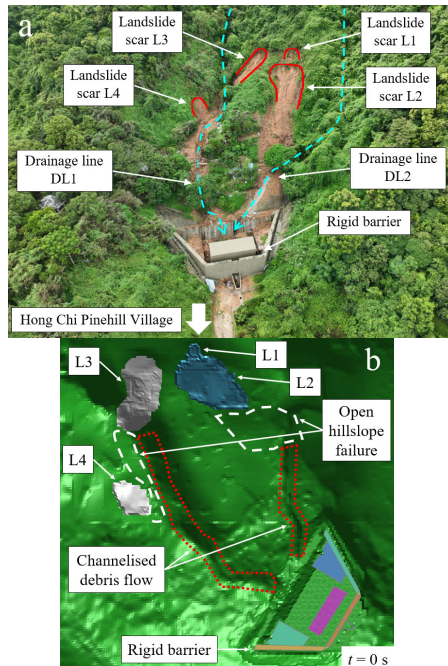 a
Landslide
scar L3
Landslide
scar L1
Landslide
scar L4
Landslide
scar L2
Drainage line
DL1
Drainage line
DL2
Rigid barrier
Hong Chi Pinehill Village
b
L3
L1
L2
L4
Open
hillslope
failure
Channelised
debris flow
Rigid barrier
t = 0 s